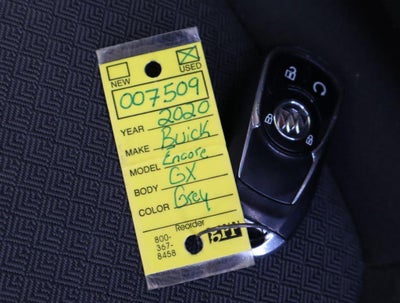 NEW USED
007509
YEAR 2020
MAKE Buick
MODEL Encore
BODY GX
COLOR Grey
Reorder
800-
367-
8458